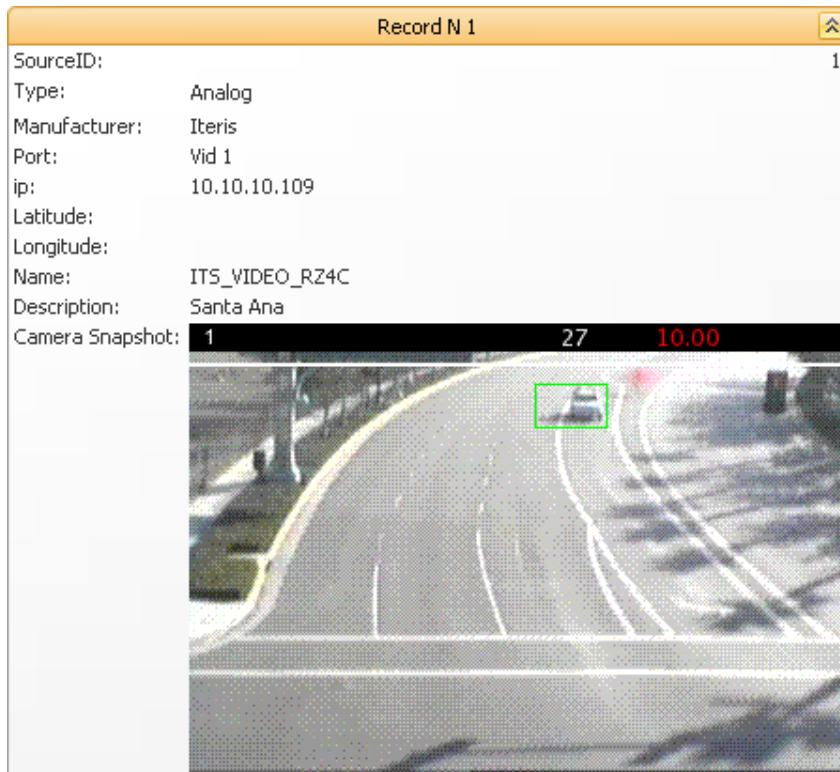 Record N 1
SourceID: 1
Type: Analog
Manufacturer: Iteris
Port: Vid 1
ip: 10.10.10.109
Latitude:
Longitude:
Name: ITS_VIDEO_RZ4C
Description: Santa Ana
Camera Snapshot: 1 27 10.00